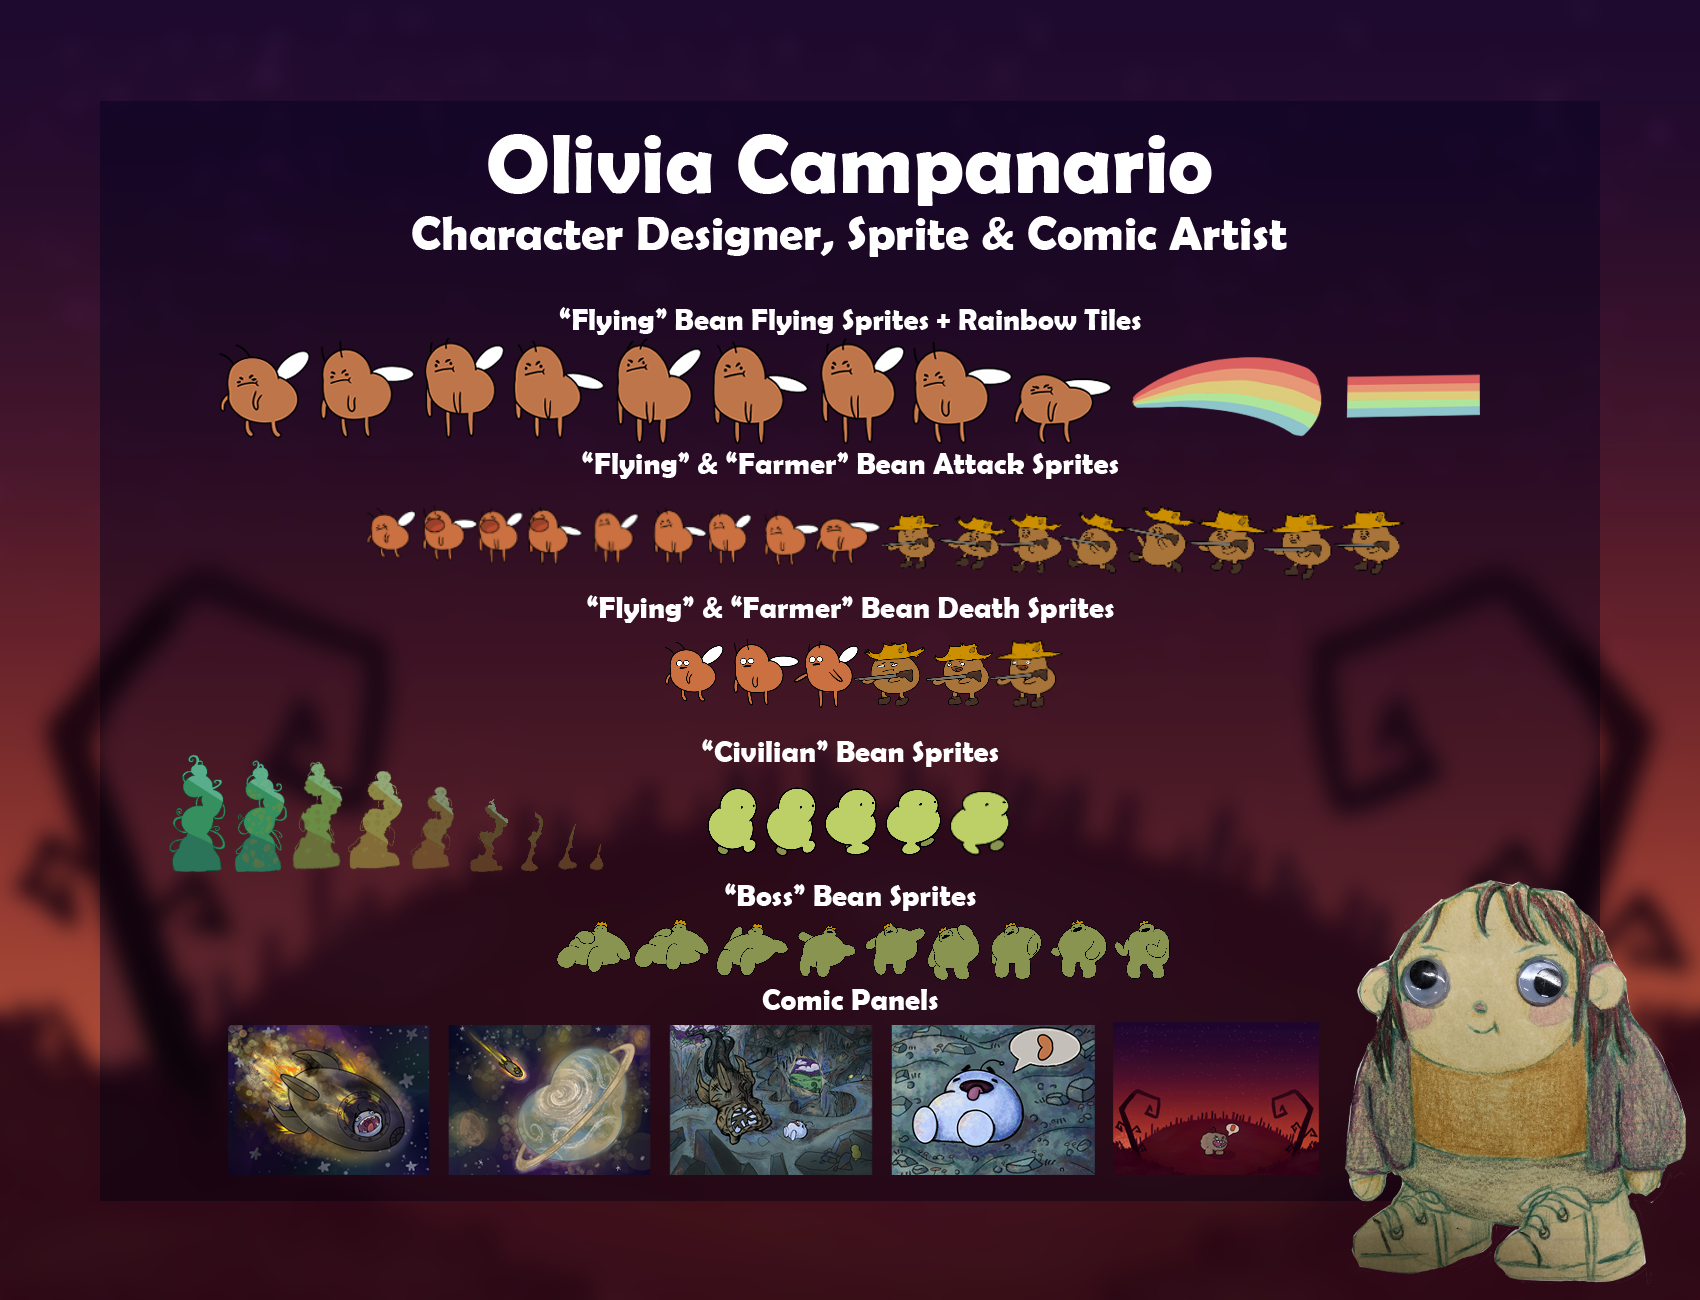 Olivia Campanario
Character Designer, Sprite & Comic Artist
“Flying” Bean Flying Sprites + Rainbow Tiles
“Flying” & “Farmer” Bean Attack Sprites
“Flying” & “Farmer” Bean Death Sprites
“Civilian” Bean Sprites
“Boss” Bean Sprites
Comic Panels